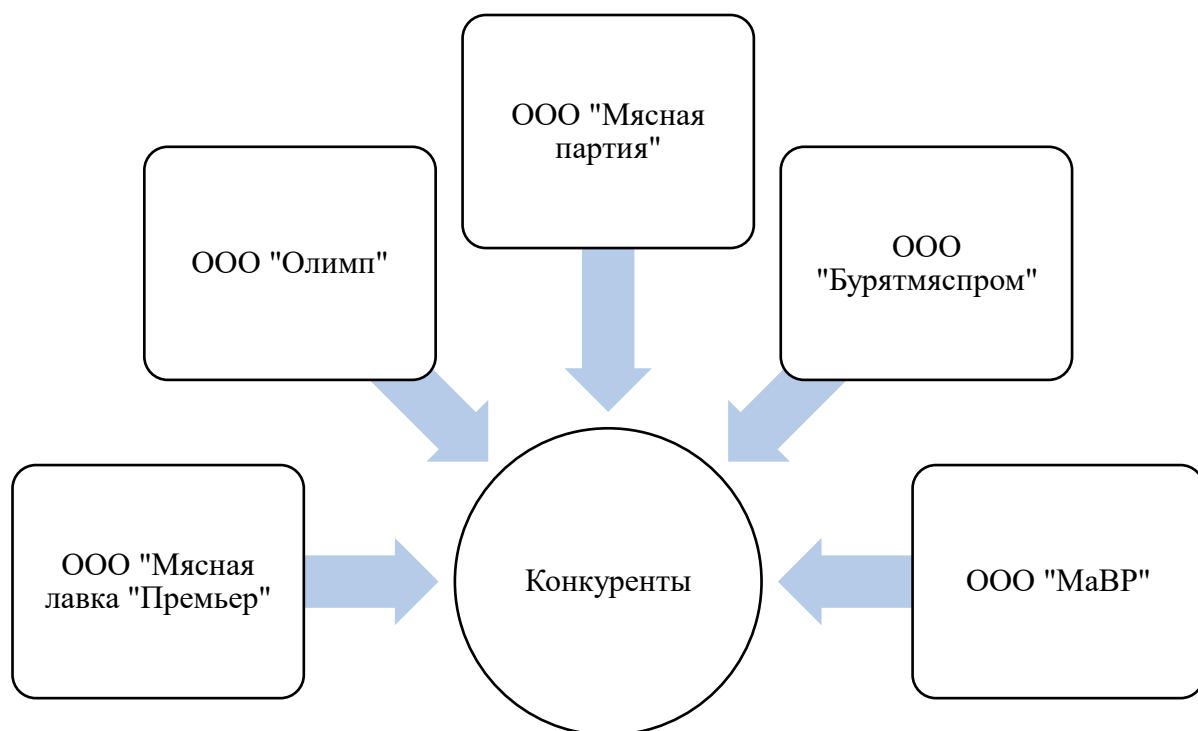 ООО "Мясная
партия"
ООО "Олимп"
ООО
"Бурятмяспром"
ООО "Мясная
лавка "Премьер"
Конкуренты
ООО "МаВР"